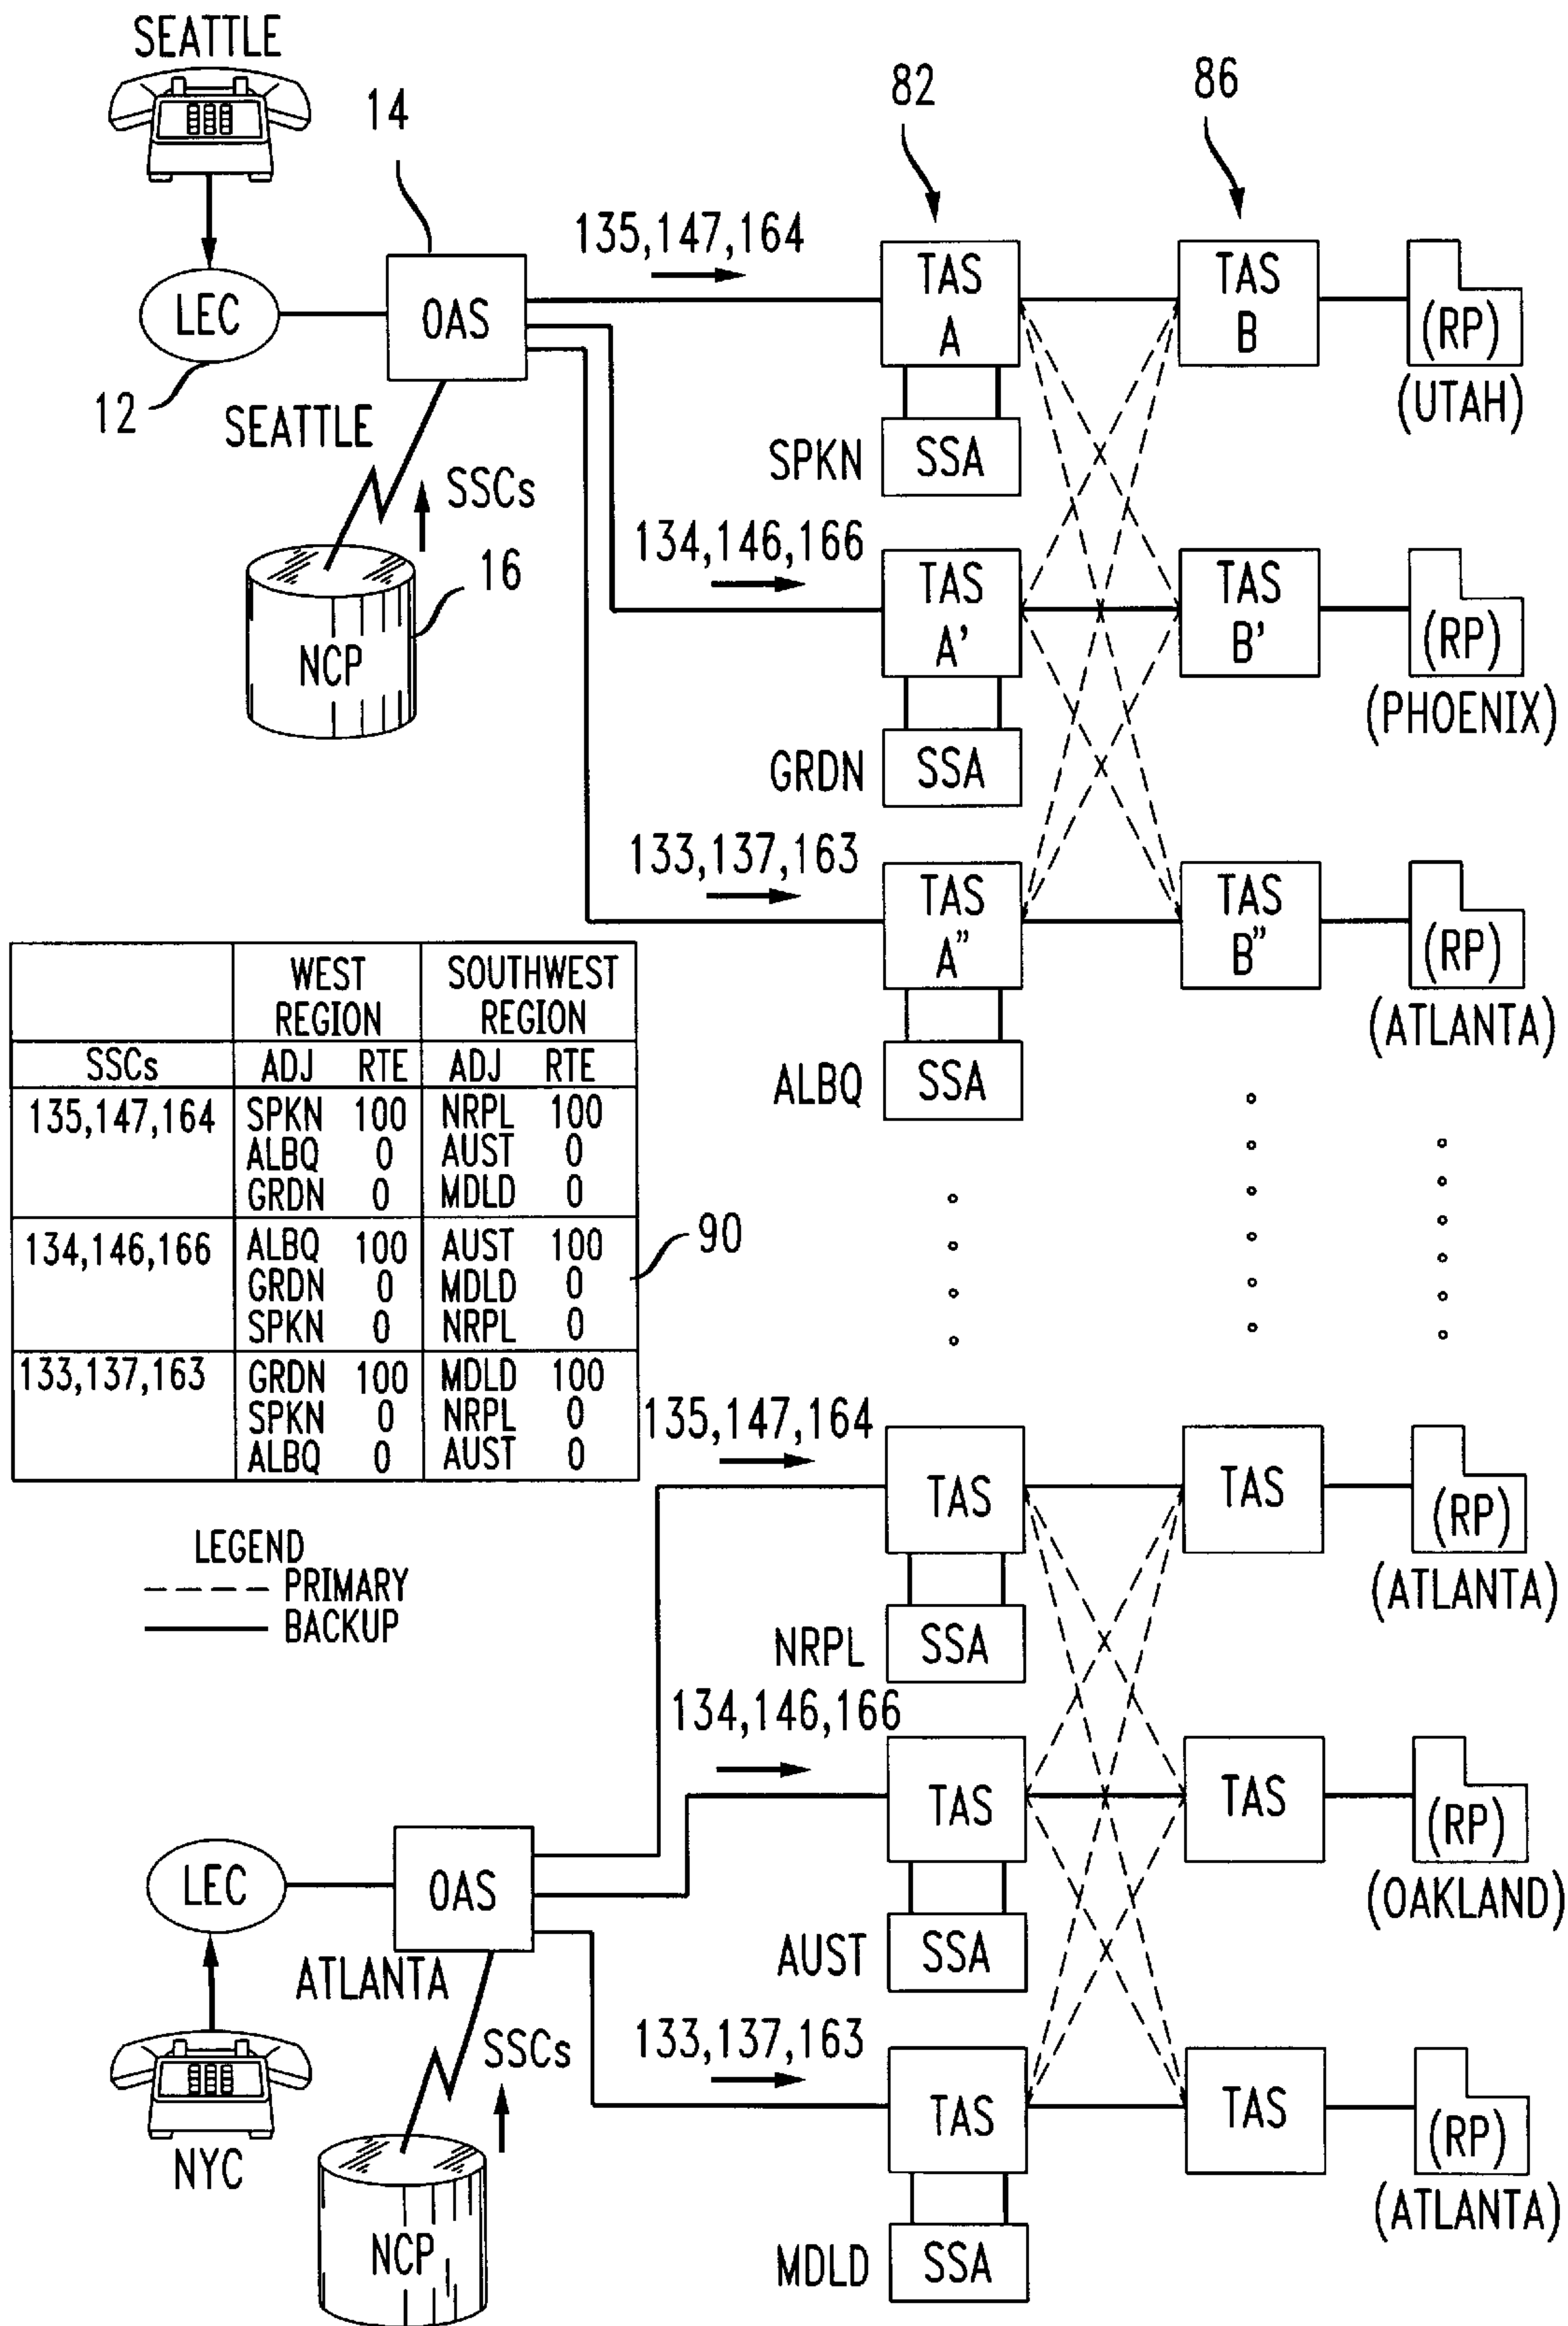 SEATTLE
14
82
86
135,147,164
LEC
OAS
TAS
A
TAS
B
(RP)
(UTAH)
12
SEATTLE
SSCs
SPKN
SSA
134,146,166
16
NCP
TAS
A'
TAS
B'
(RP)
(PHOENIX)
GRDN
SSA
133,137,163
TAS
A"
TAS
B"
(RP)
(ATLANTA)
ALBQ
SSA
WEST REGION SOUTHWEST REGION
SSCs ADJ RTE ADJ RTE
135,147,164 SPKN 100 NRPL 100
ALBQ 0 AUST 0
GRDN 0 MDLD 0
134,146,166 ALBQ 100 AUST 100
GRDN 0 MDLD 0
SPKN 0 NRPL 0
133,137,163 GRDN 100 MDLD 100
SPKN 0 NRPL 0
ALBQ 0 AUST 0
90
LEGEND
PRIMARY
BACKUP
135,147,164
TAS
TAS
(RP)
(ATLANTA)
NRPL
SSA
134,146,166
TAS
TAS
(RP)
(OAKLAND)
LEC
OAS
AUST
SSA
ATLANTA
SSCs
133,137,163
TAS
TAS
(RP)
(ATLANTA)
NYC
NCP
MDLD
SSA